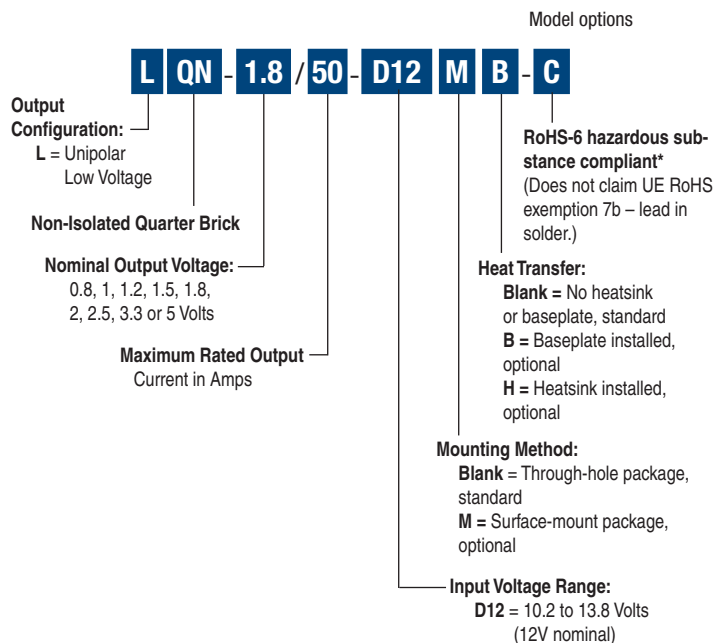 Model options
L QN - 1.8 / 50 - D12 M B - C
Output
Configuration:
L = Unipolar
Low Voltage
Non-Isolated Quarter Brick
Nominal Output Voltage:
0.8, 1, 1.2, 1.5, 1.8,
2, 2.5, 3.3 or 5 Volts
Maximum Rated Output
Current in Amps
RoHS-6 hazardous sub-
stance compliant*
(Does not claim UE RoHS
exemption 7b – lead in
solder.)
Heat Transfer:
Blank = No heatsink
or baseplate, standard
B = Baseplate installed,
optional
H = Heatsink installed,
optional
Mounting Method:
Blank = Through-hole package,
standard
M = Surface-mount package,
optional
Input Voltage Range:
D12 = 10.2 to 13.8 Volts
(12V nominal)